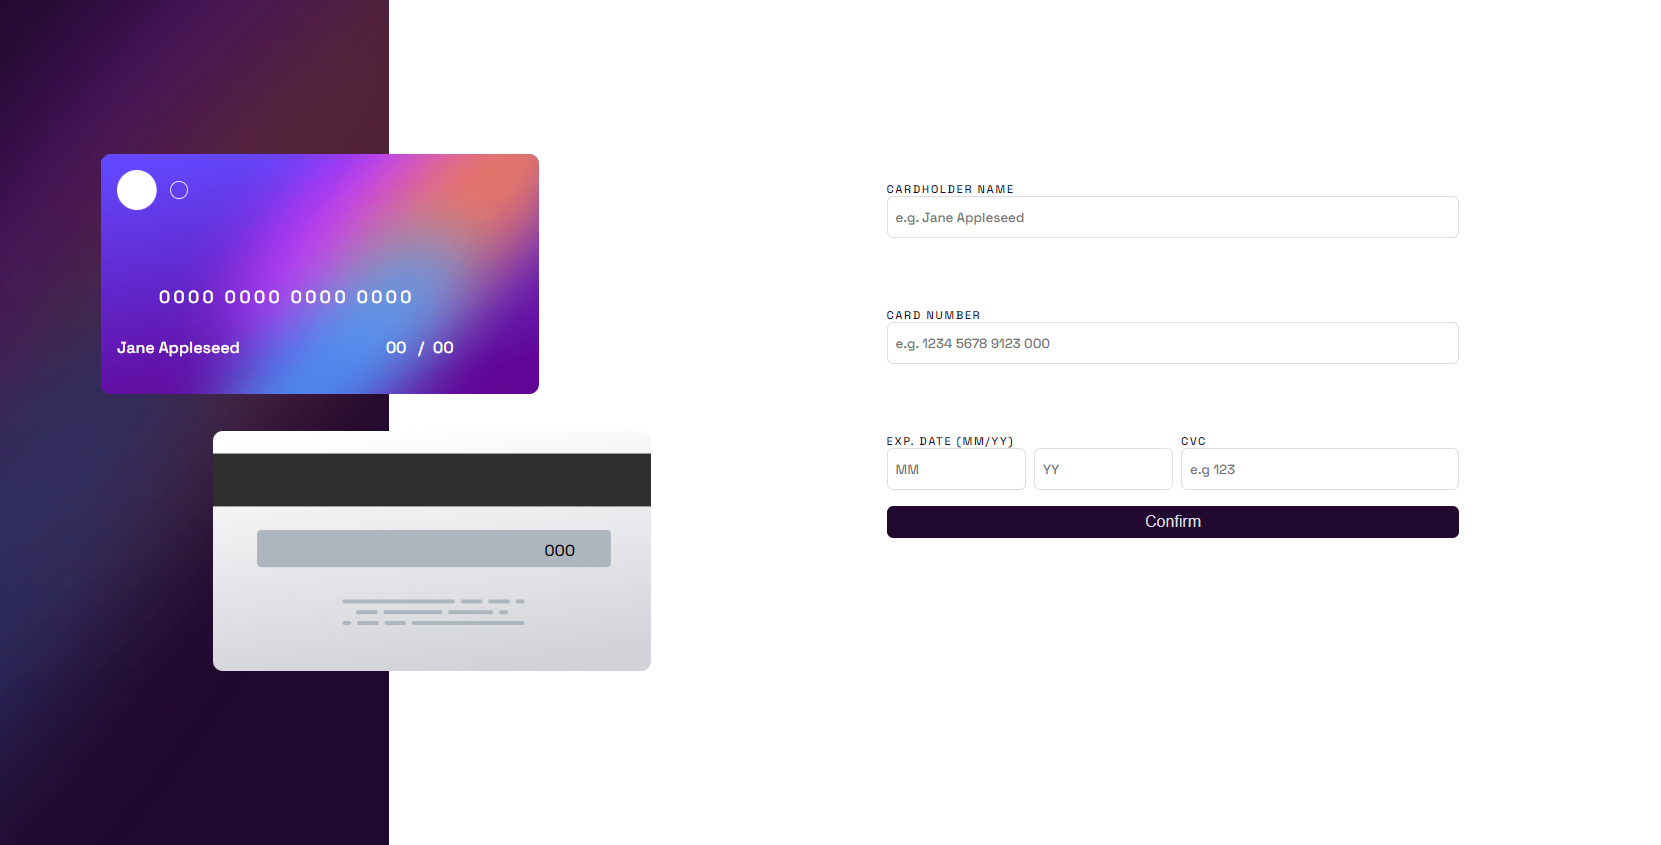 0000 0000 0000 0000
Jane Appleseed 00 / 00
000
CARDHOLDER NAME
e.g. Jane Appleseed
CARD NUMBER
e.g. 1234 5678 9123 000
EXP. DATE (MM/YY) CVC
MM YY e.g 123
Confirm